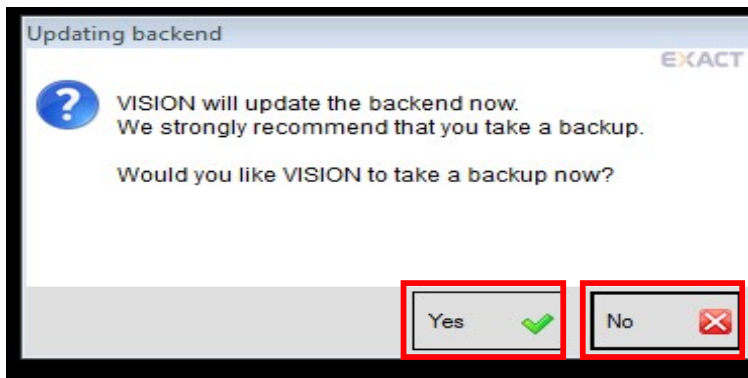 Updating backend
EXACT
VISION will update the backend now.
We strongly recommend that you take a backup.
Would you like VISION to take a backup now?
Yes
No